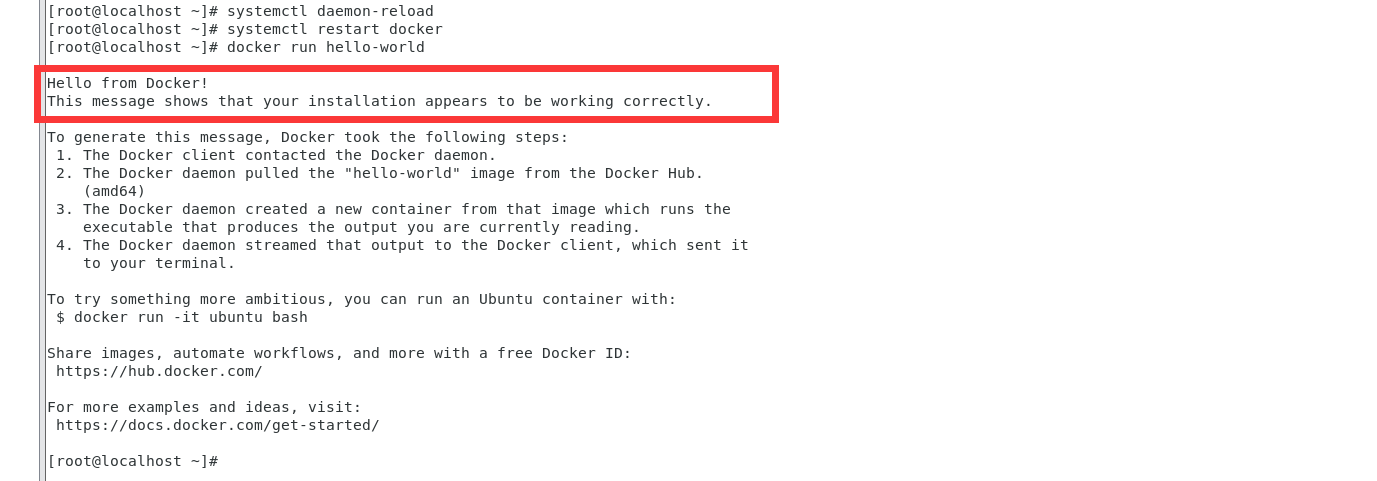 [root@localhost ~]# systemctl daemon-reload
[root@localhost ~]# systemctl restart docker
[root@localhost ~]# docker run hello-world

Hello from Docker!
This message shows that your installation appears to be working correctly.

To generate this message, Docker took the following steps:
 1. The Docker client contacted the Docker daemon.
 2. The Docker daemon pulled the "hello-world" image from the Docker Hub.
    (amd64)
 3. The Docker daemon created a new container from that image which runs the
    executable that produces the output you are currently reading.
 4. The Docker daemon streamed that output to the Docker client, which sent it
    to your terminal.

To try something more ambitious, you can run an Ubuntu container with:
 $ docker run -it ubuntu bash

Share images, automate workflows, and more with a free Docker ID:
 https://hub.docker.com/

For more examples and ideas, visit:
 https://docs.docker.com/get-started/

[root@localhost ~]#